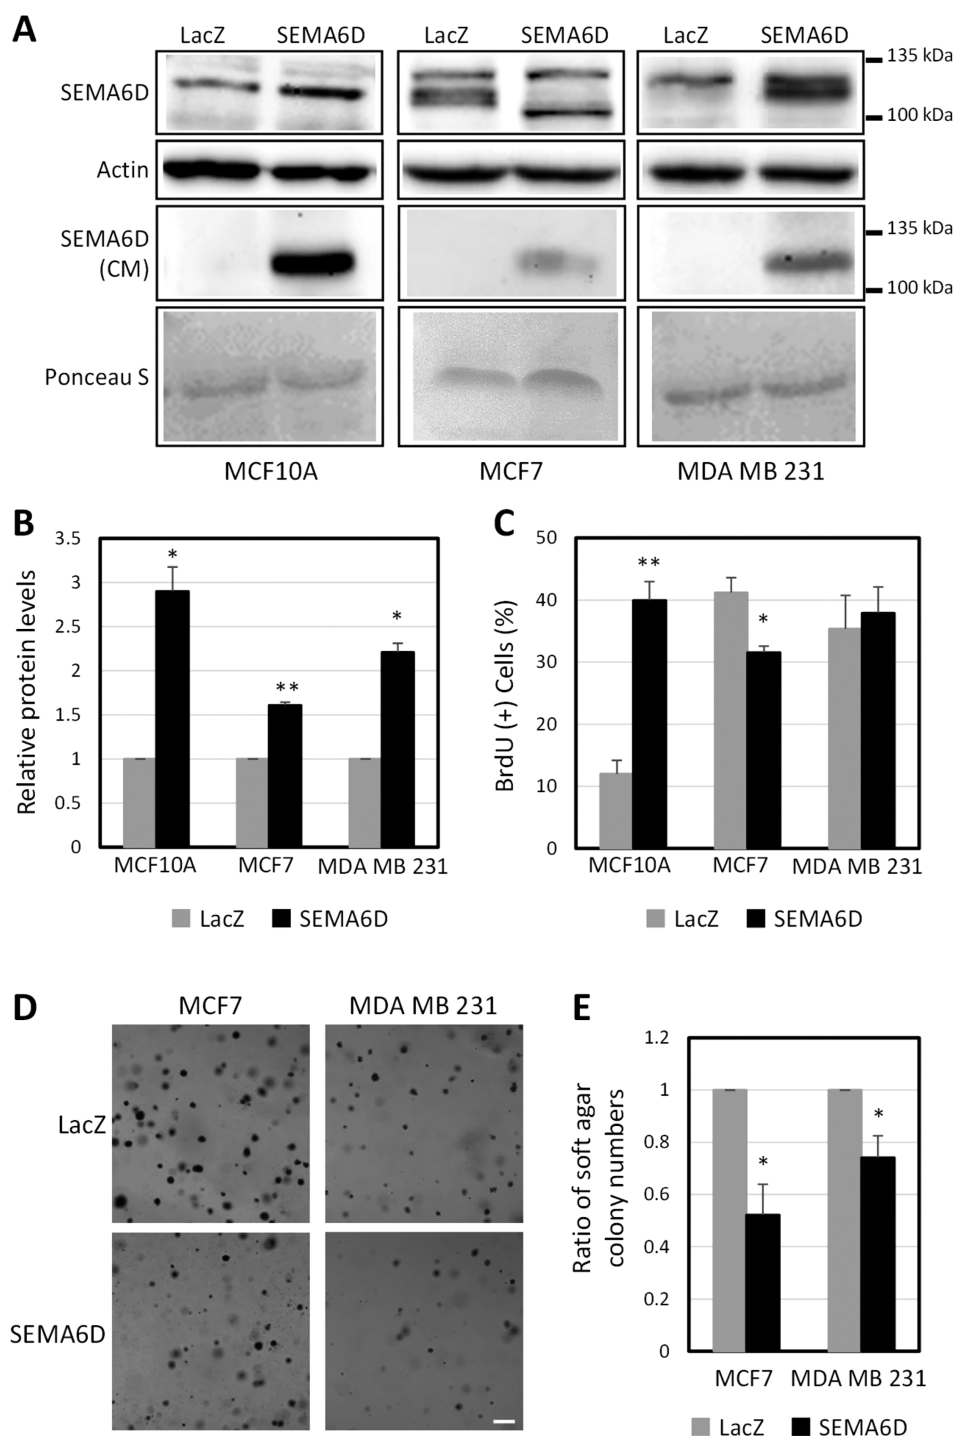 A
LacZ SEMA6D LacZ SEMA6D LacZ SEMA6D
135 kDa
SEMA6D
100 kDa
Actin
SEMA6D
(CM)
135 kDa
100 kDa
Ponceau S
MCF10A MCF7 MDA MB 231
B
Relative protein levels
3.5
3
2.5
2
1.5
1
0.5
0
*
**
*
MCF10A MCF7 MDA MB 231
LacZ SEMA6D
C
BrdU (+) Cells (%)
50
40
30
20
10
0
**
*
MCF10A MCF7 MDA MB 231
LacZ SEMA6D
D
MCF7 MDA MB 231
LacZ
SEMA6D
E
Ratio of soft agar
colony numbers
1.2
1
0.8
0.6
0.4
0.2
0
*
*
MCF7 MDA MB 231
LacZ SEMA6D